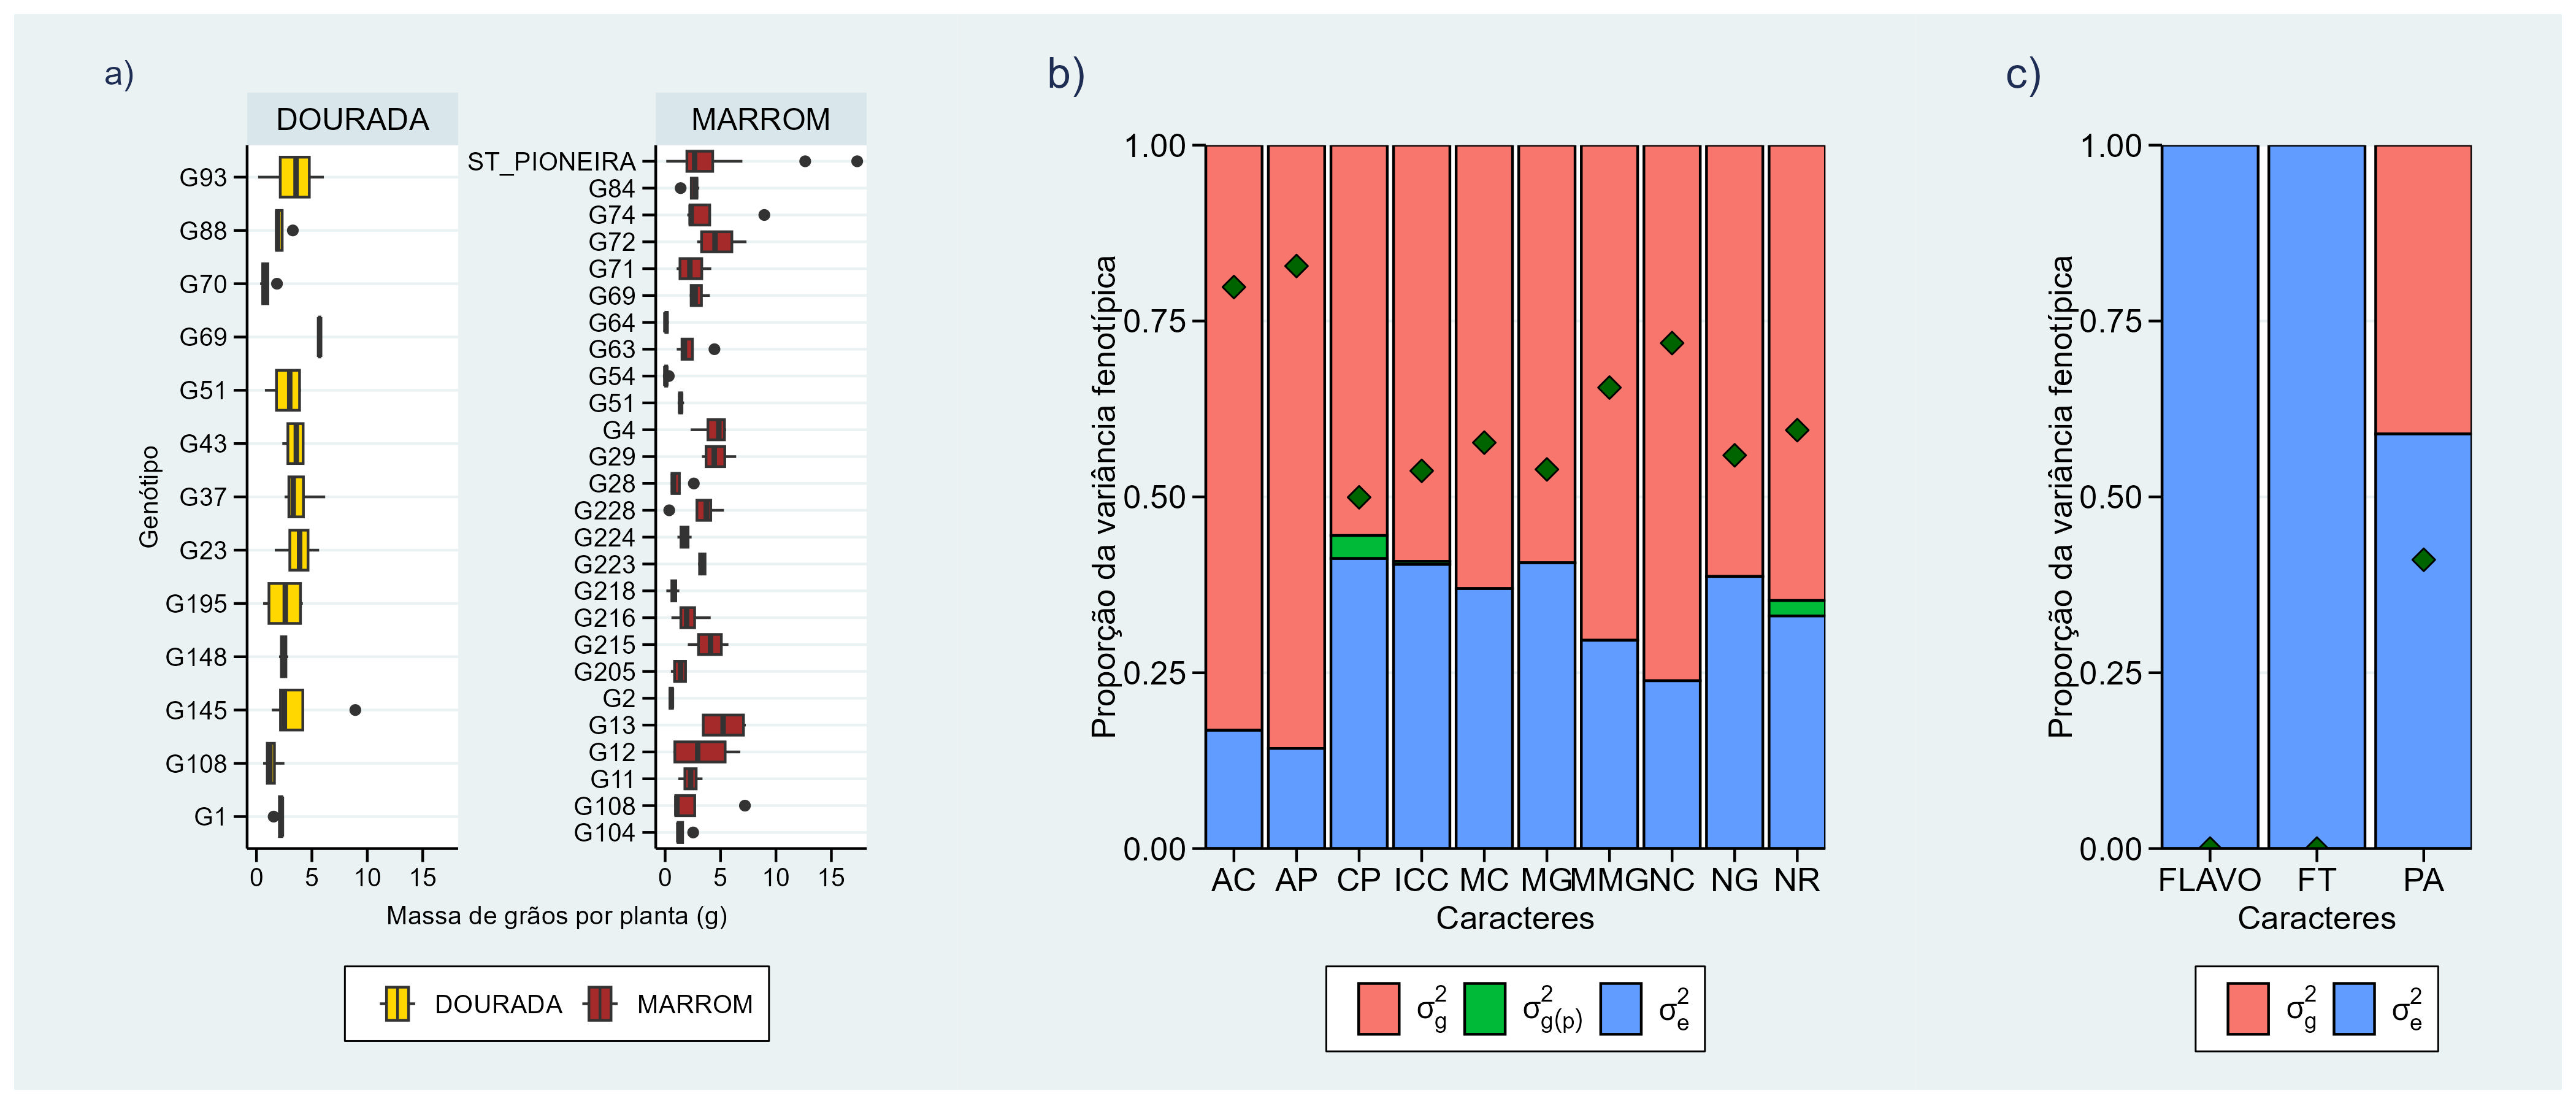 a)
DOURADA
MARROM
Genótipo
G93
G88
G70
G69
G51
G43
G37
G23
G195
G148
G145
G108
G1
0 5 10 15
ST_PIONEIRA
G84
G74
G72
G71
G69
G64
G63
G54
G51
G4
G29
G28
G228
G224
G223
G218
G216
G215
G205
G2
G13
G12
G11
G108
G104
0 5 10 15
Massa de grãos por planta (g)
DOURADA MARROM
b)
Proporção da variância fenotípica
1.00
0.75
0.50
0.25
0.00
AC AP CP ICC MC MG MMG NC NG NR
Caracteres
σ²g σ²g(p) σ²e
c)
Proporção da variância fenotípica
1.00
0.75
0.50
0.25
0.00
FLAVO FT PA
Caracteres
σ²g σ²e